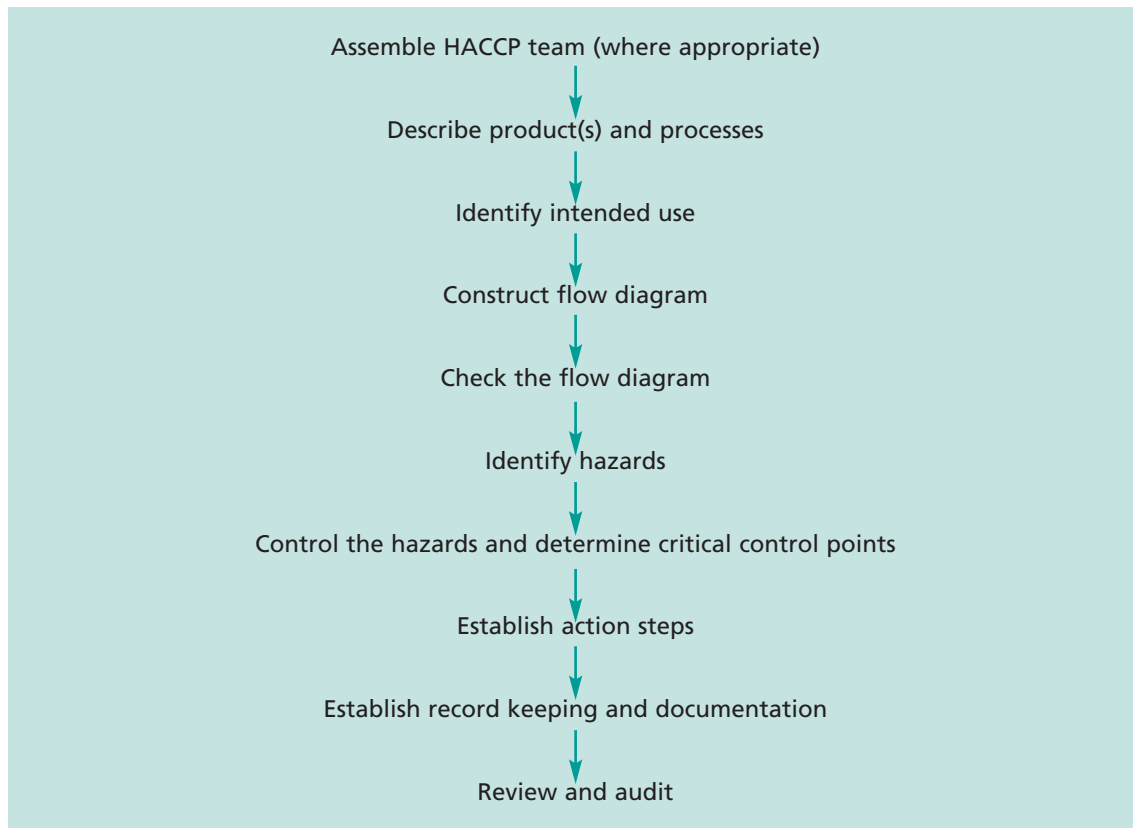 Assemble HACCP team (where appropriate)
Describe product(s) and processes
Identify intended use
Construct flow diagram
Check the flow diagram
Identify hazards
Control the hazards and determine critical control points
Establish action steps
Establish record keeping and documentation
Review and audit